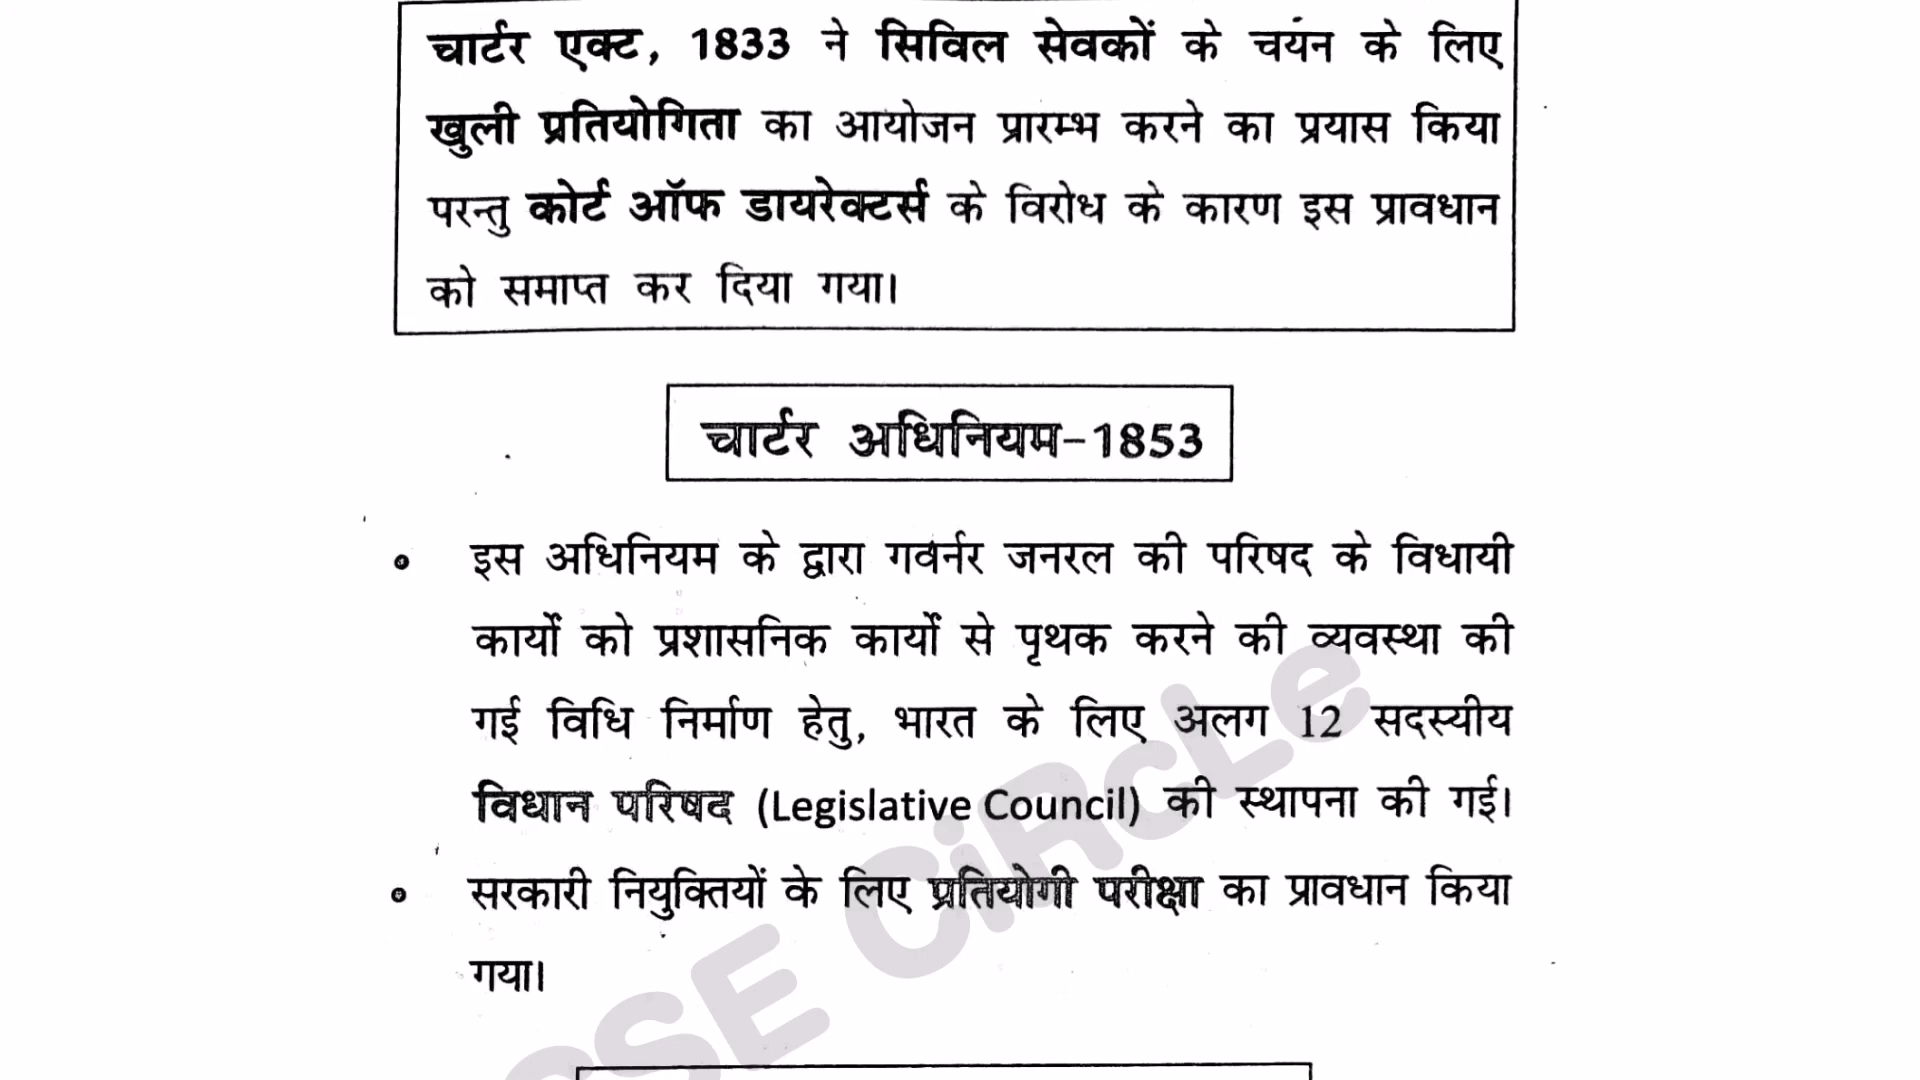 चार्टर एक्ट, 1833 ने सिविल सेवकों के चयन के लिए
खुली प्रतियोगिता का आयोजन प्रारम्भ करने का प्रयास किया
परन्तु कोर्ट ऑफ डायरेक्टर्स के विरोध के कारण इस प्रावधान
को समाप्त कर दिया गया।
चार्टर अधिनियम-1853
• इस अधिनियम के द्वारा गवर्नर जनरल की परिषद के विधायी
कार्यों को प्रशासनिक कार्यों से पृथक करने की व्यवस्था की
गई विधि निर्माण हेतु, भारत के लिए अलग 12 सदस्यीय
विधान परिषद (Legislative Council) की स्थापना की गई।
• सरकारी नियुक्तियों के लिए प्रतियोगी परीक्षा का प्रावधान किया
गया।
CSE CiRcLe